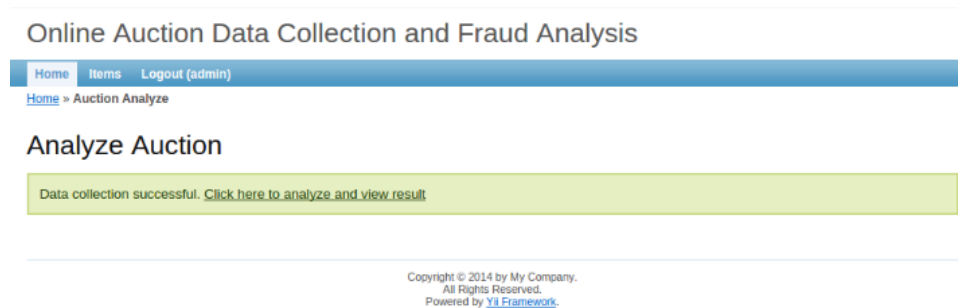 Online Auction Data Collection and Fraud Analysis
Home Items Logout (admin)
Home » Auction Analyze
Analyze Auction
Data collection successful. Click here to analyze and view result
Copyright © 2014 by My Company.
All Rights Reserved.
Powered by Yii Framework.